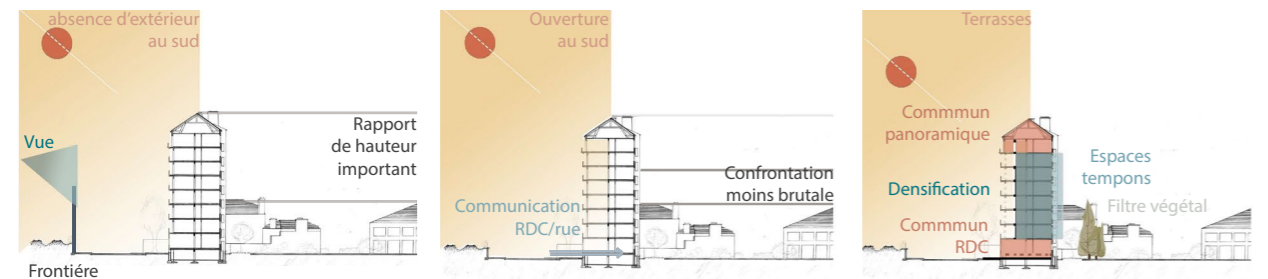 absence d'extérieur
au sud
Vue
Rapport
de hauteur
important
Frontiére
Ouverture
au sud
Communication
RDC/rue
Confrontation
moins brutale
Terrasses
Commmun
panoramique
Densification
Commmun
RDC
Espaces
tempons
Filtre végétal